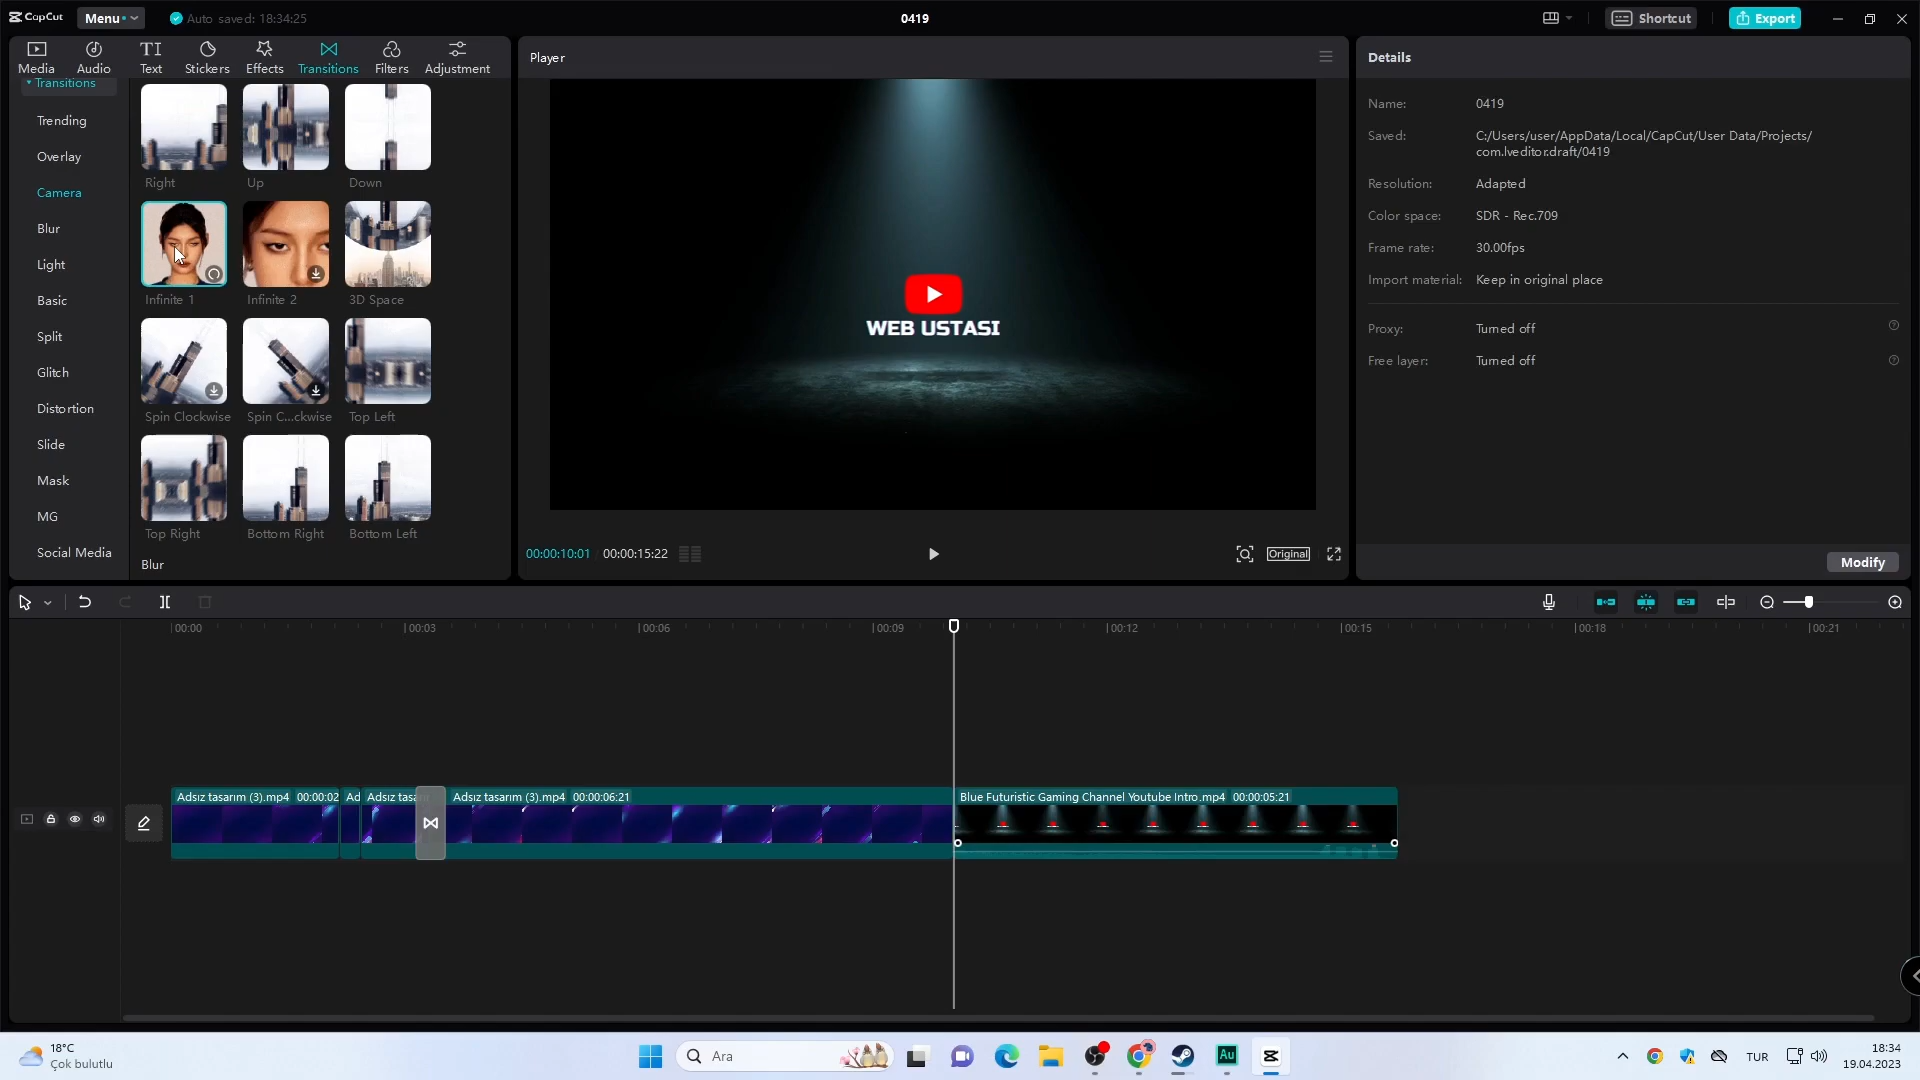 CapCut
Menu
Auto saved: 18:34:25
0419
Shortcut
Export
Media
Audio
Text
Stickers
Effects
Transitions
Filters
Adjustment
Transitions
Trending
Overlay
Camera
Blur
Light
Basic
Split
Glitch
Distortion
Slide
Mask
MG
Social Media
Right
Up
Down
Infinite 1
Infinite 2
3D Space
Spin Clockwise
Spin C...ckwise
Top Left
Top Right
Bottom Right
Bottom Left
Blur
Player
WEB USTASI
00:00:10:01
00:00:15:22
Original
Details
Name: 0419
Saved: C:/Users/user/AppData/Local/CapCut/User Data/Projects/
com.lveditor.draft/0419
Resolution: Adapted
Color space: SDR - Rec.709
Frame rate: 30.00fps
Import material: Keep in original place
Proxy: Turned off
Free layer: Turned off
Modify
00:00
00:03
00:06
00:09
00:12
00:15
00:18
00:21
Adsız tasarım (3).mp4 00:00:02
Ad
Adsız tasa
Adsız tasarım (3).mp4 00:00:06:21
Blue Futuristic Gaming Channel Youtube Intro.mp4 00:00:05:21
18°C
Çok bulutlu
Ara
Au
TUR
18:34
19.04.2023